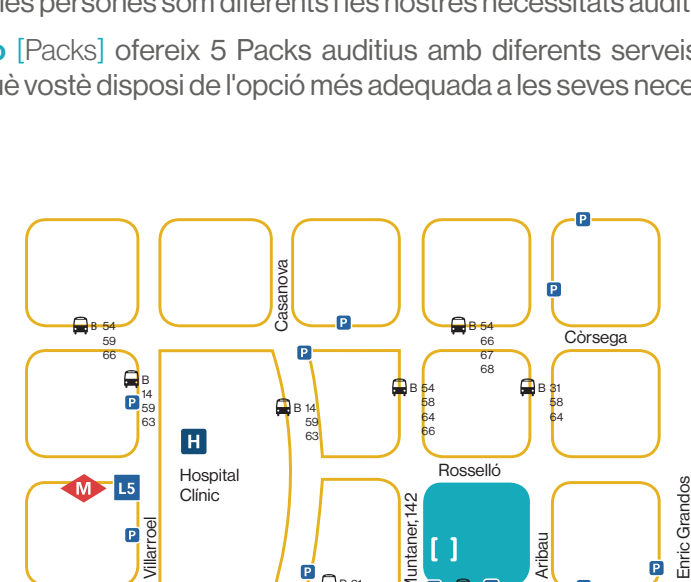 les persones som diferents i les nostres necessitats audit
[Packs] ofereix 5 Packs auditius amb diferents serveis
vostè disposi de l'opció més adequada a les seves nece
P
P
Casanova
P
B 54
59
66
B 54
66
67
68
Còrsega
P
B
14
P
59
63
B 14
59
63
B 54
58
64
66
B 31
58
64
H
Hospital
Clínic
Rosselló
M
L5
P
Villarroel
Muntaner, 142
[ ]
Aribau
Enric Grandos
P
P